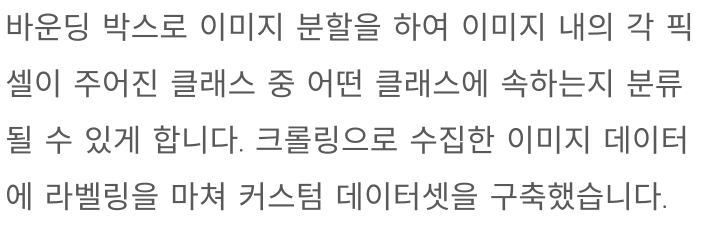 바운딩 박스로 이미지 분할을 하여 이미지 내의 각 픽
셀이 주어진 클래스 중 어떤 클래스에 속하는지 분류
될 수 있게 합니다. 크롤링으로 수집한 이미지 데이터
에 라벨링을 마쳐 커스텀 데이터셋을 구축했습니다.